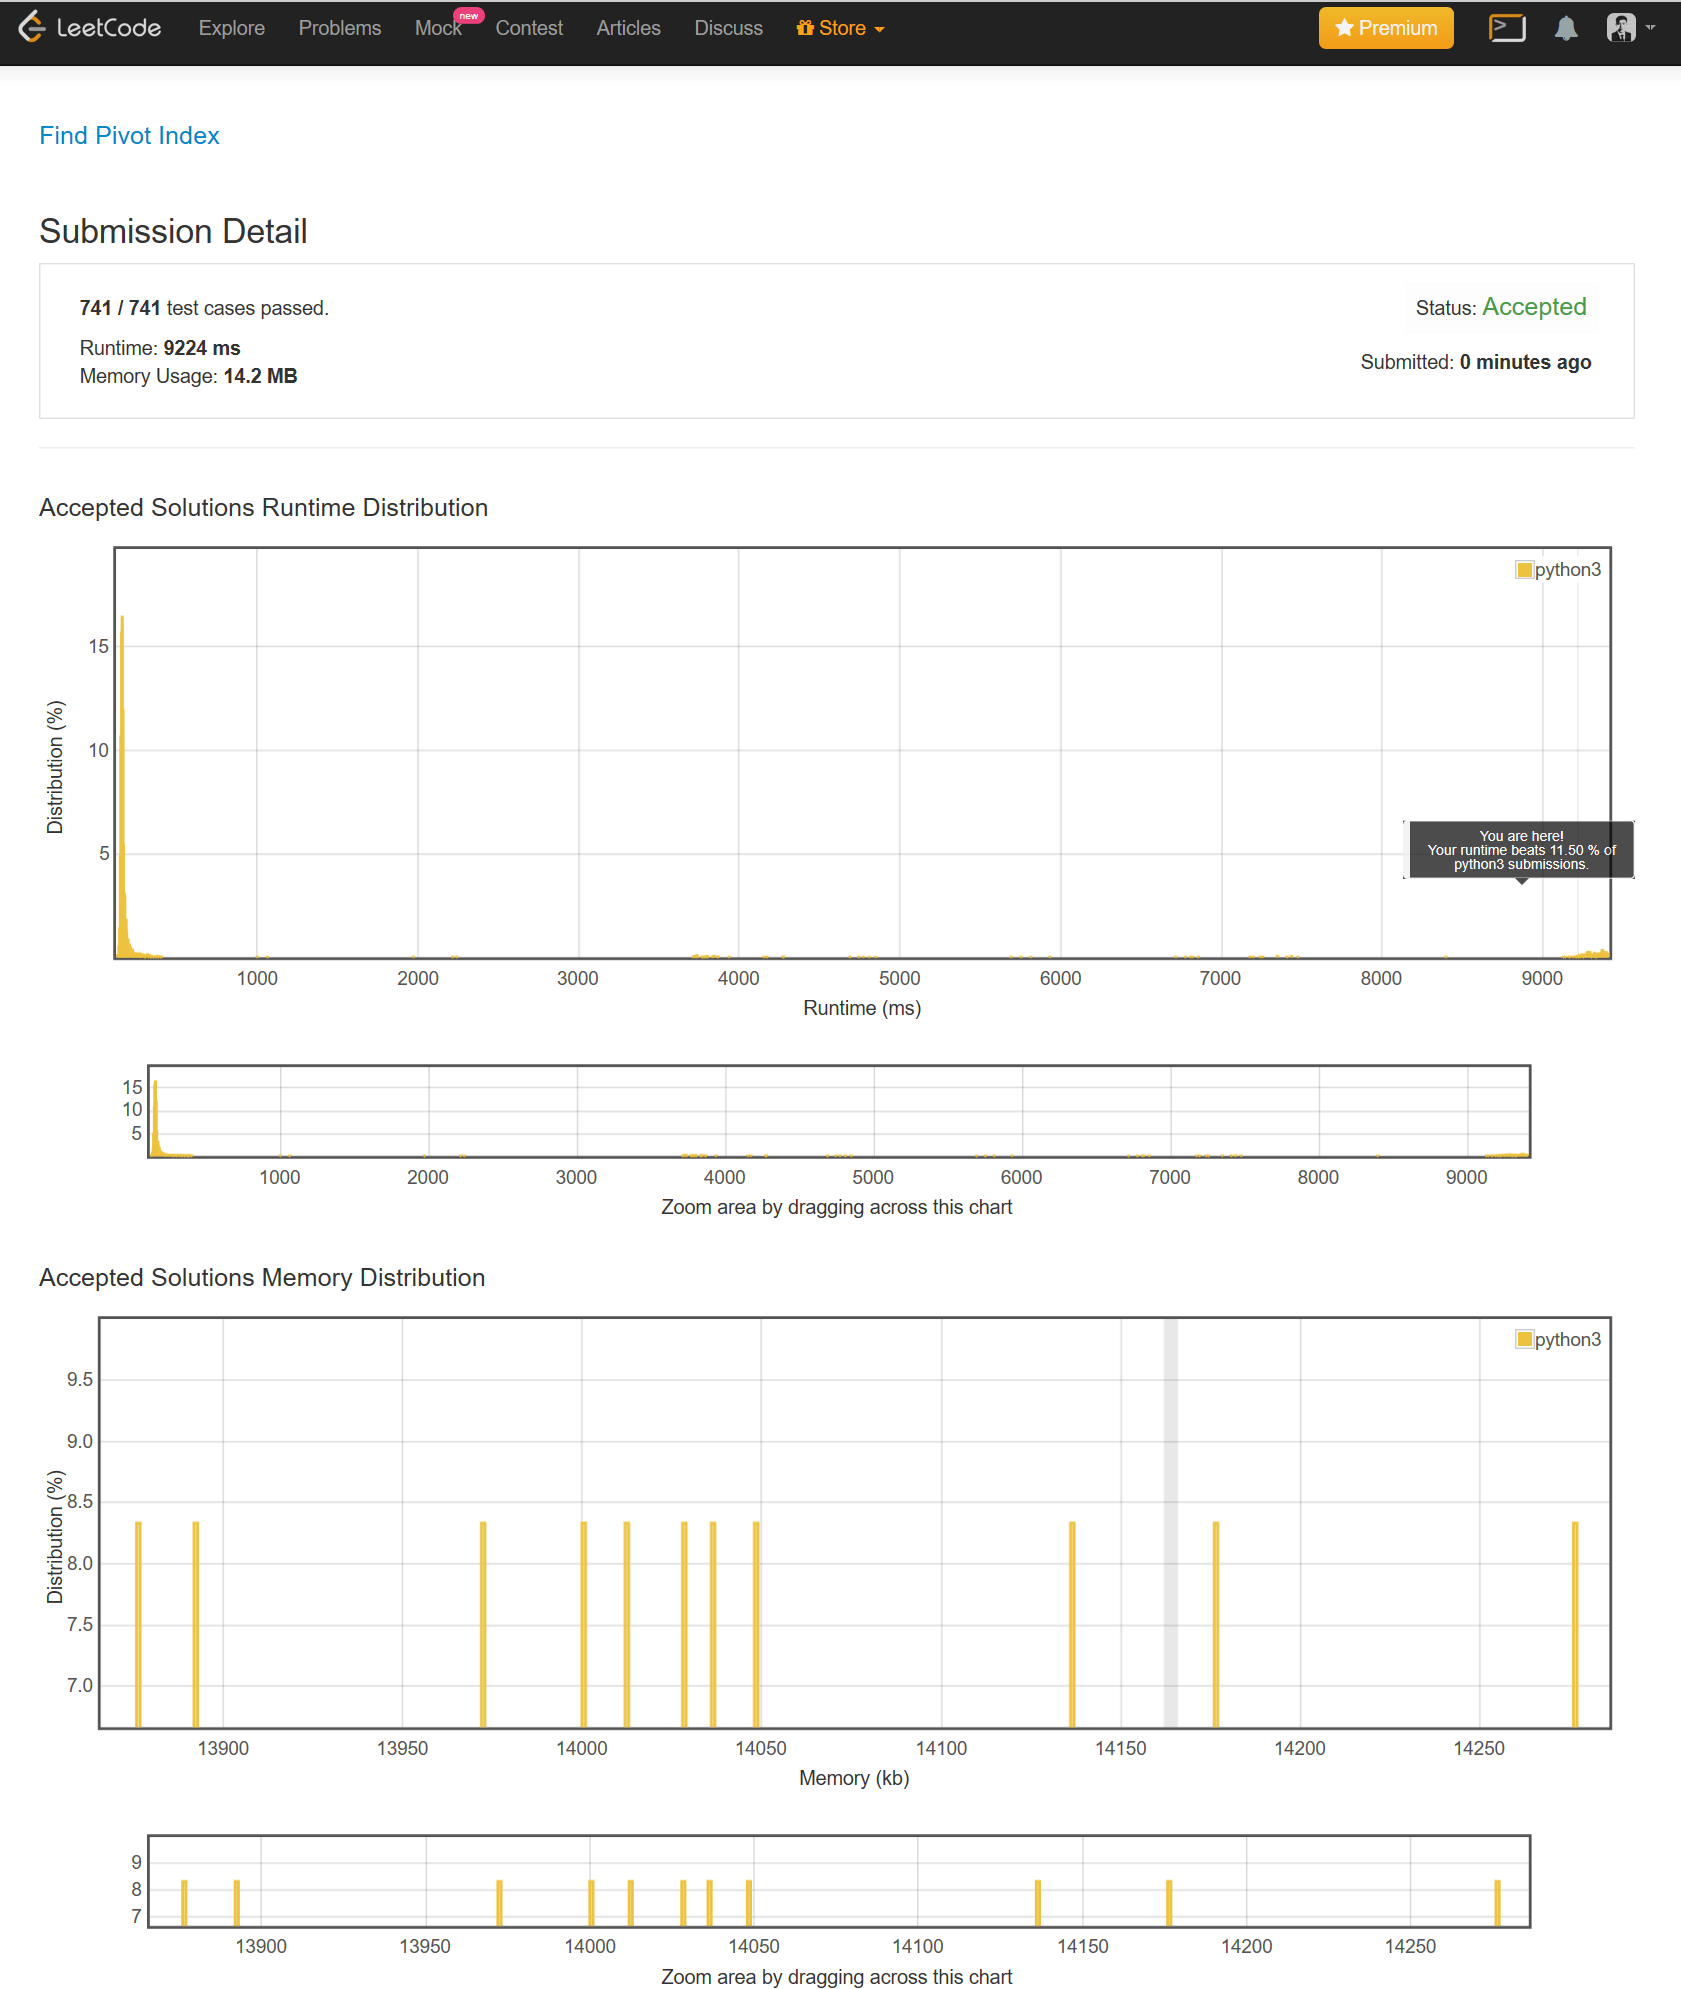 LeetCode Explore Problems Mock new Contest Articles Discuss Store Premium
Find Pivot Index
Submission Detail
741 / 741 test cases passed.
Status: Accepted
Runtime: 9224 ms
Submitted: 0 minutes ago
Memory Usage: 14.2 MB
Accepted Solutions Runtime Distribution
python3
15
10
5
Distribution (%)
You are here!
Your runtime beats 11.50 % of
python3 submissions.
1000 2000 3000 4000 5000 6000 7000 8000 9000
Runtime (ms)
15
10
5
1000 2000 3000 4000 5000 6000 7000 8000 9000
Zoom area by dragging across this chart
Accepted Solutions Memory Distribution
python3
9.5
9.0
8.5
8.0
7.5
7.0
Distribution (%)
13900 13950 14000 14050 14100 14150 14200 14250
Memory (kb)
9
8
7
13900 13950 14000 14050 14100 14150 14200 14250
Zoom area by dragging across this chart